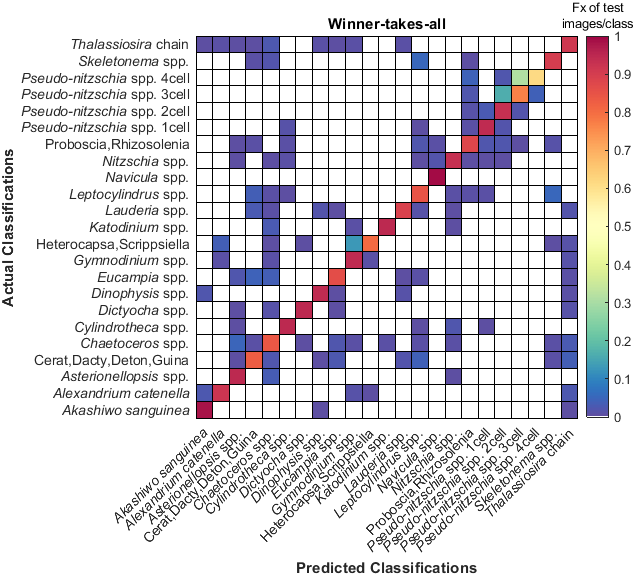 Winner-takes-all
Fx of test
images/class
Thalassiosira chain
Skeletonema spp.
Pseudo-nitzschia spp. 4cell
Pseudo-nitzschia spp. 3cell
Pseudo-nitzschia spp. 2cell
Pseudo-nitzschia spp. 1cell
Proboscia,Rhizosolenia
Nitzschia spp.
Navicula spp.
Leptocylindrus spp.
Lauderia spp.
Katodinium spp.
Heterocapsa,Scrippsiella
Gymnodinium spp.
Eucampia spp.
Dinophysis spp.
Dictyocha spp.
Cylindrotheca spp.
Chaetoceros spp.
Cerat,Dacty,Deton,Guina
Asterionellopsis spp.
Alexandrium catenella
Akashiwo sanguinea
Actual Classifications
1
0.9
0.8
0.7
0.6
0.5
0.4
0.3
0.2
0.1
0
Akashiwo sanguinea
Alexandrium catenella
Asterionellopsis spp.
Cerat,Dacty,Deton,Guina
Chaetoceros spp.
Cylindrotheca spp.
Dictyocha spp.
Dinophysis spp.
Eucampia spp.
Gymnodinium spp.
Heterocapsa,Scrippsiella
Katodinium spp.
Lauderia spp.
Leptocylindrus spp.
Navicula spp.
Nitzschia spp.
Proboscia,Rhizosolenia
Pseudo-nitzschia spp. 1cell
Pseudo-nitzschia spp. 2cell
Pseudo-nitzschia spp. 3cell
Pseudo-nitzschia spp. 4cell
Skeletonema spp.
Thalassiosira chain
Predicted Classifications